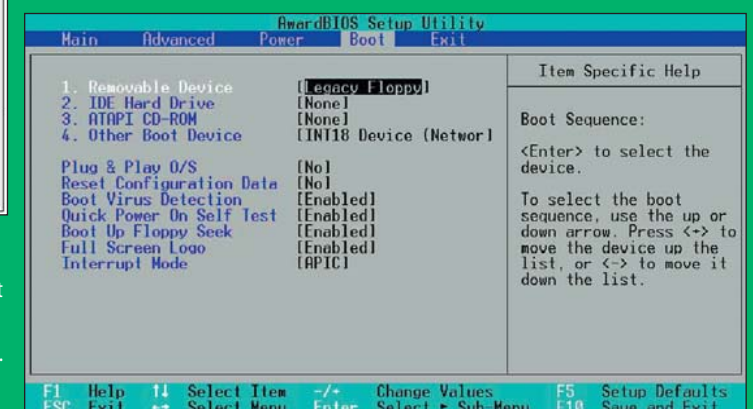 AwardBIOS Setup Utility
Main Advanced Power Boot Exit
1. Removable Device [Legacy Floppy]
2. IDE Hard Drive [None]
3. ATAPI CD-ROM [None]
4. Other Boot Device [INT18 Device (Networ]
Plug & Play O/S [No]
Reset Configuration Data [No]
Boot Virus Detection [Enabled]
Quick Power On Self Test [Enabled]
Boot Up Floppy Seek [Enabled]
Full Screen Logo [Enabled]
Interrupt Mode [APIC]
Item Specific Help
Boot Sequence:
<Enter> to select the
device.
To select the boot
sequence, use the up or
down arrow. Press <+> to
move the device up the
list, or <-> to move it
down the list.
F1 Help ↑↓ Select Item -/+ Change Values F5 Setup Defaults
ESC Exit ↔ Select Menu Enter Select ► Sub-Menu F10 Save and Exit